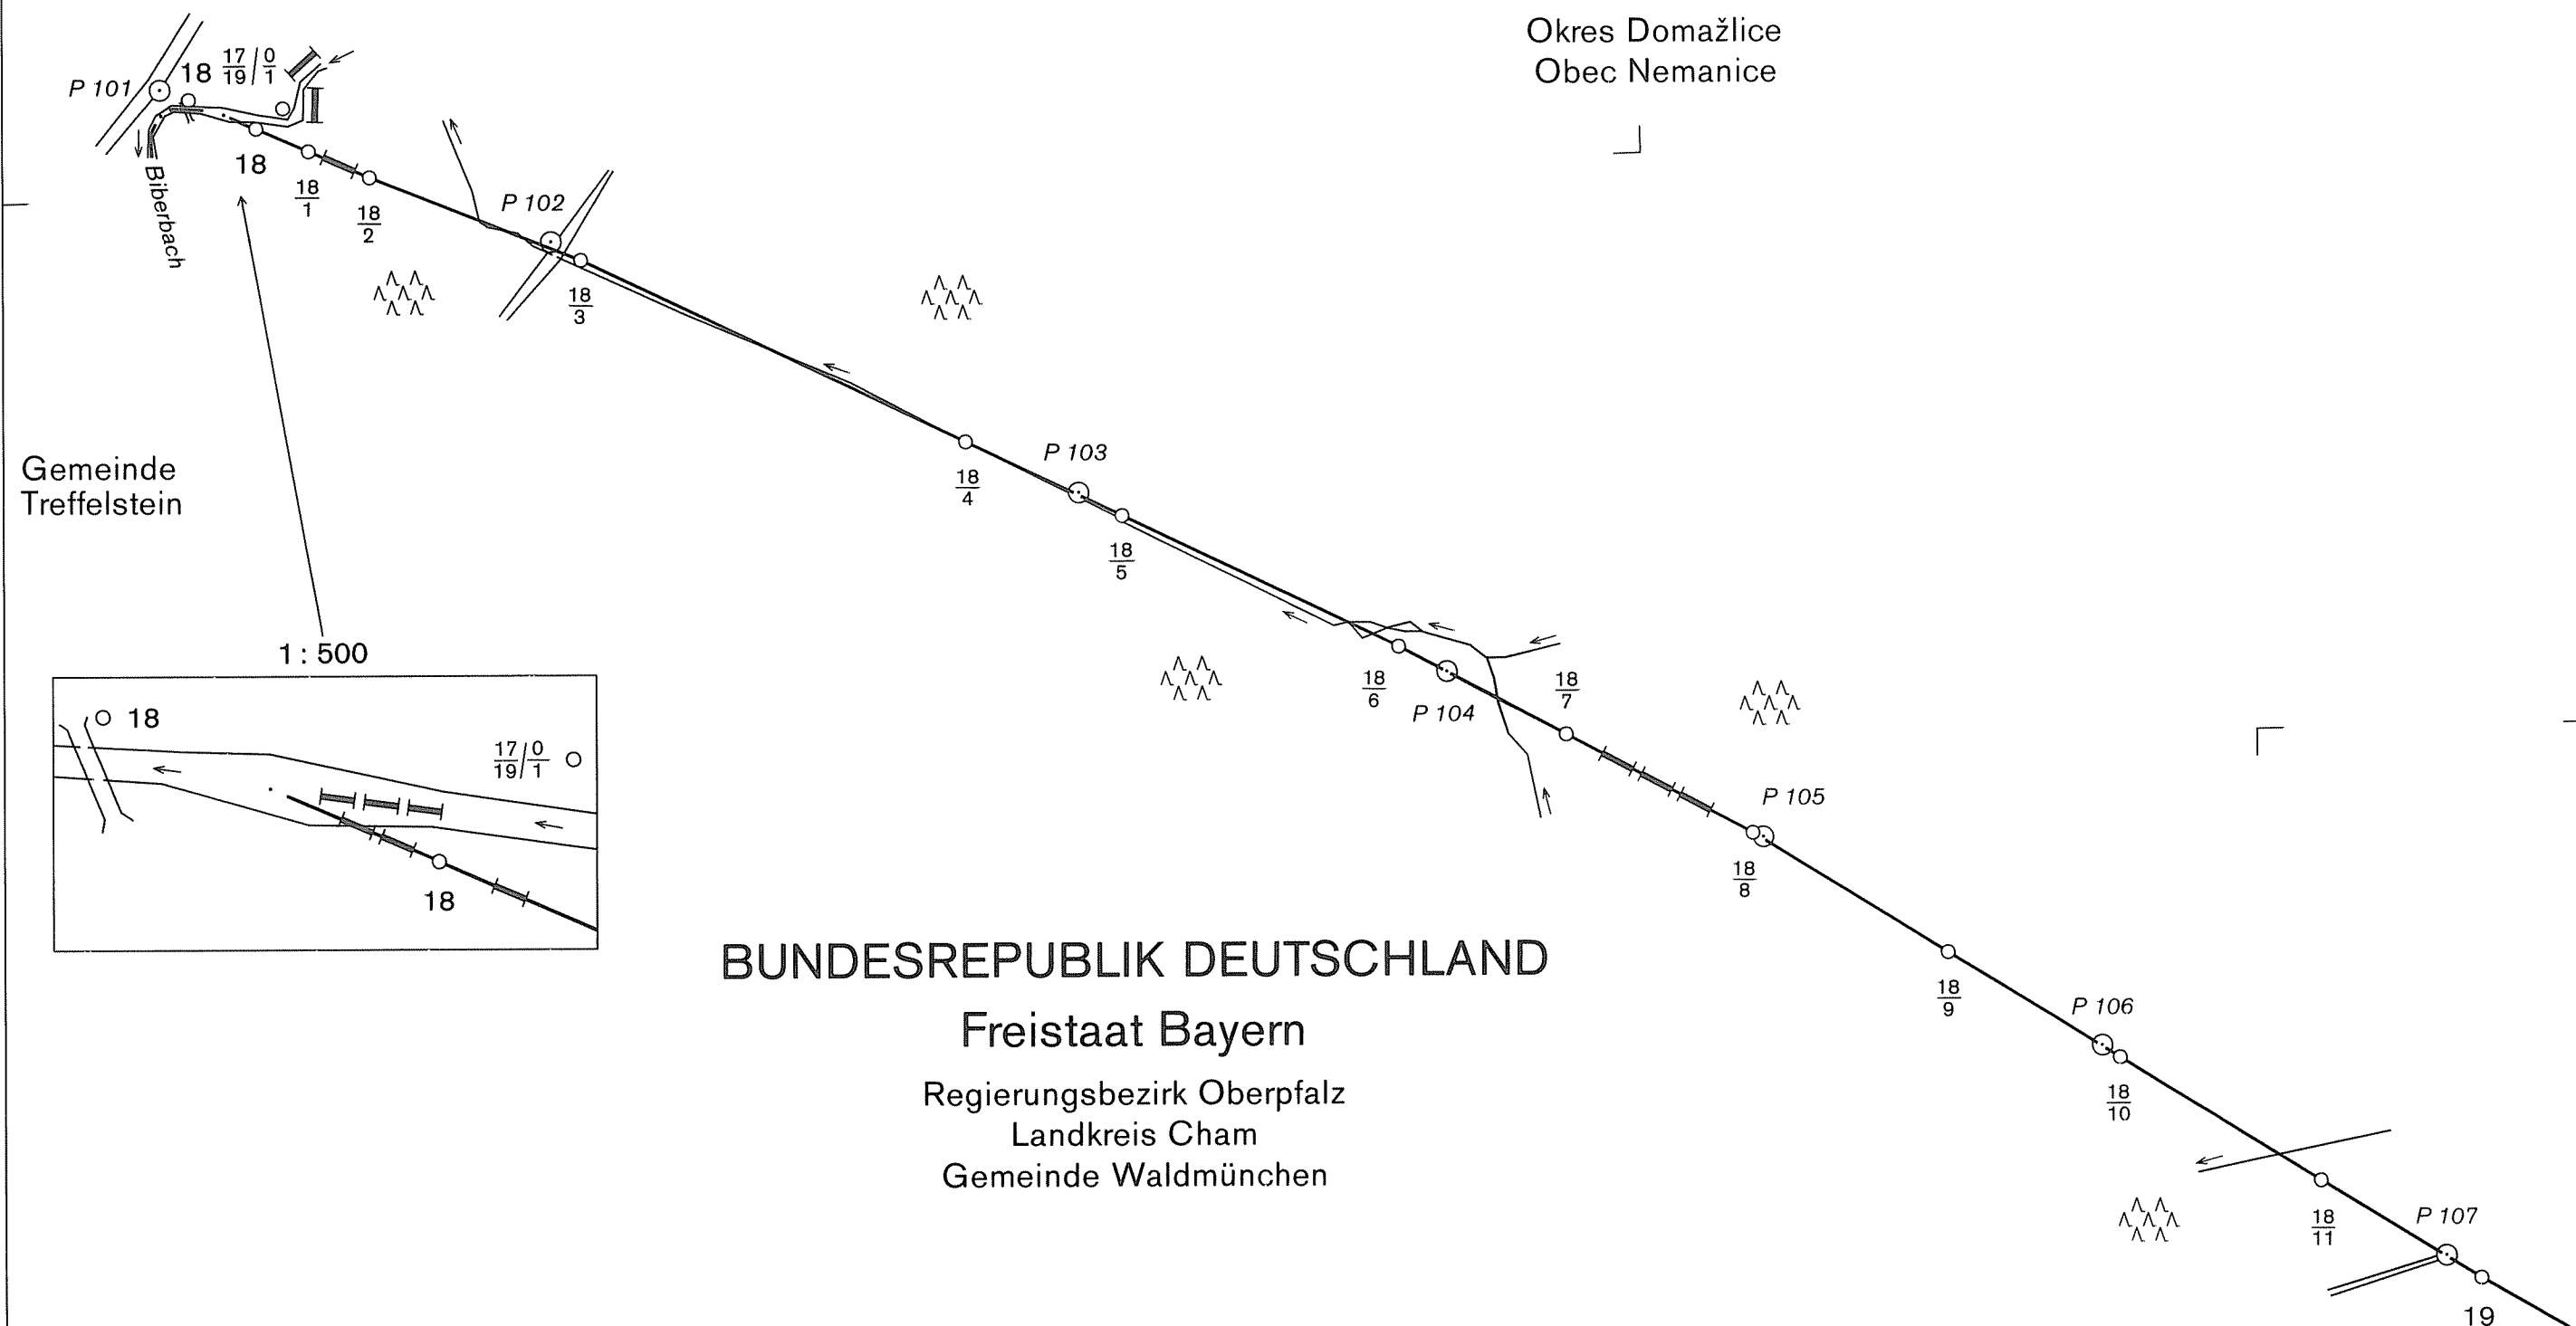 Okres Domažlice
Obec Nemanice
P 101
18 17/19 / 0/1
18
18/1
18/2
Biberbach
P 102
18/3
18/4
P 103
18/5
Gemeinde
Treffelstein
18/6
P 104
18/7
P 105
18/8
1 : 500
18
17/19 / 0/1
18
18/9
P 106
18/10
18/11
P 107
19
BUNDESREPUBLIK DEUTSCHLAND
Freistaat Bayern
Regierungsbezirk Oberpfalz
Landkreis Cham
Gemeinde Waldmünchen